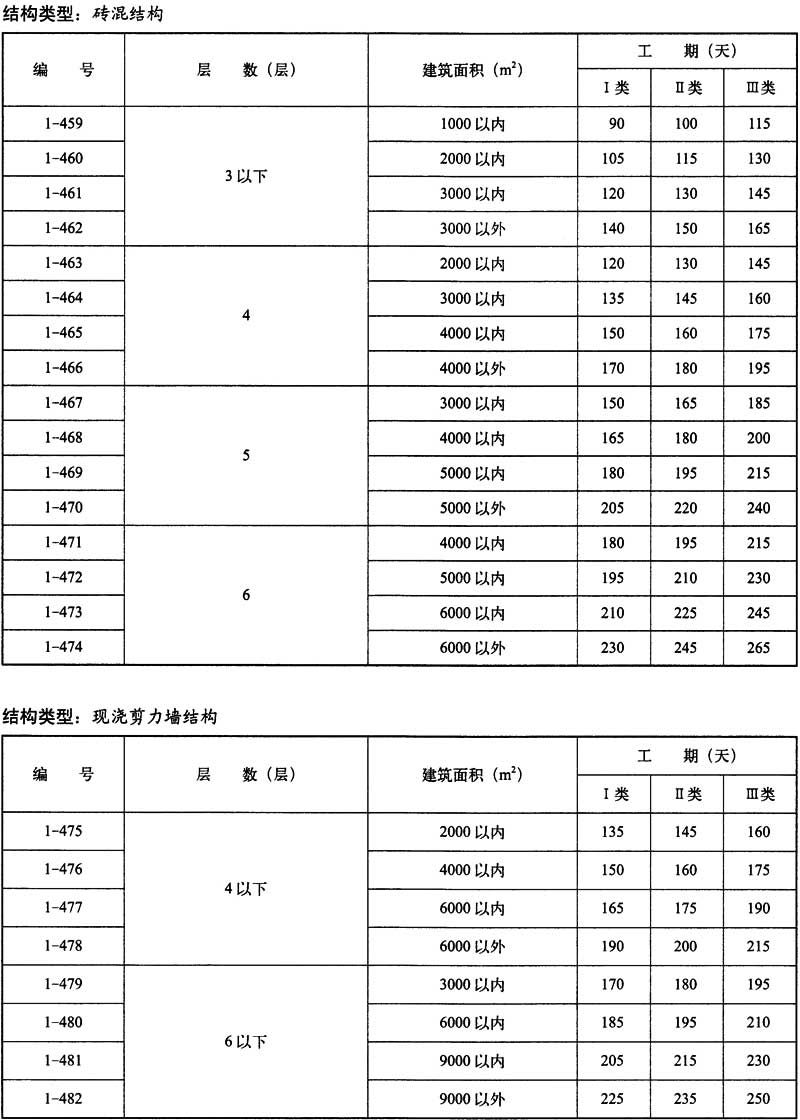 结构类型：砖混结构
编 号 层 数（层） 建筑面积（m²） 工 期（天）
Ⅰ类 Ⅱ类 Ⅲ类
1-459 3以下 1000以内 90 100 115
1-460 2000以内 105 115 130
1-461 3000以内 120 130 145
1-462 3000以外 140 150 165
1-463 4 2000以内 120 130 145
1-464 3000以内 135 145 160
1-465 4000以内 150 160 175
1-466 4000以外 170 180 195
1-467 5 3000以内 150 165 185
1-468 4000以内 165 180 200
1-469 5000以内 180 195 215
1-470 5000以外 205 220 240
1-471 6 4000以内 180 195 215
1-472 5000以内 195 210 230
1-473 6000以内 210 225 245
1-474 6000以外 230 245 265
结构类型：现浇剪力墙结构
编 号 层 数（层） 建筑面积（m²） 工 期（天）
Ⅰ类 Ⅱ类 Ⅲ类
1-475 4以下 2000以内 135 145 160
1-476 4000以内 150 160 175
1-477 6000以内 165 175 190
1-478 6000以外 190 200 215
1-479 6以下 3000以内 170 180 195
1-480 6000以内 185 195 210
1-481 9000以内 205 215 230
1-482 9000以外 225 235 250